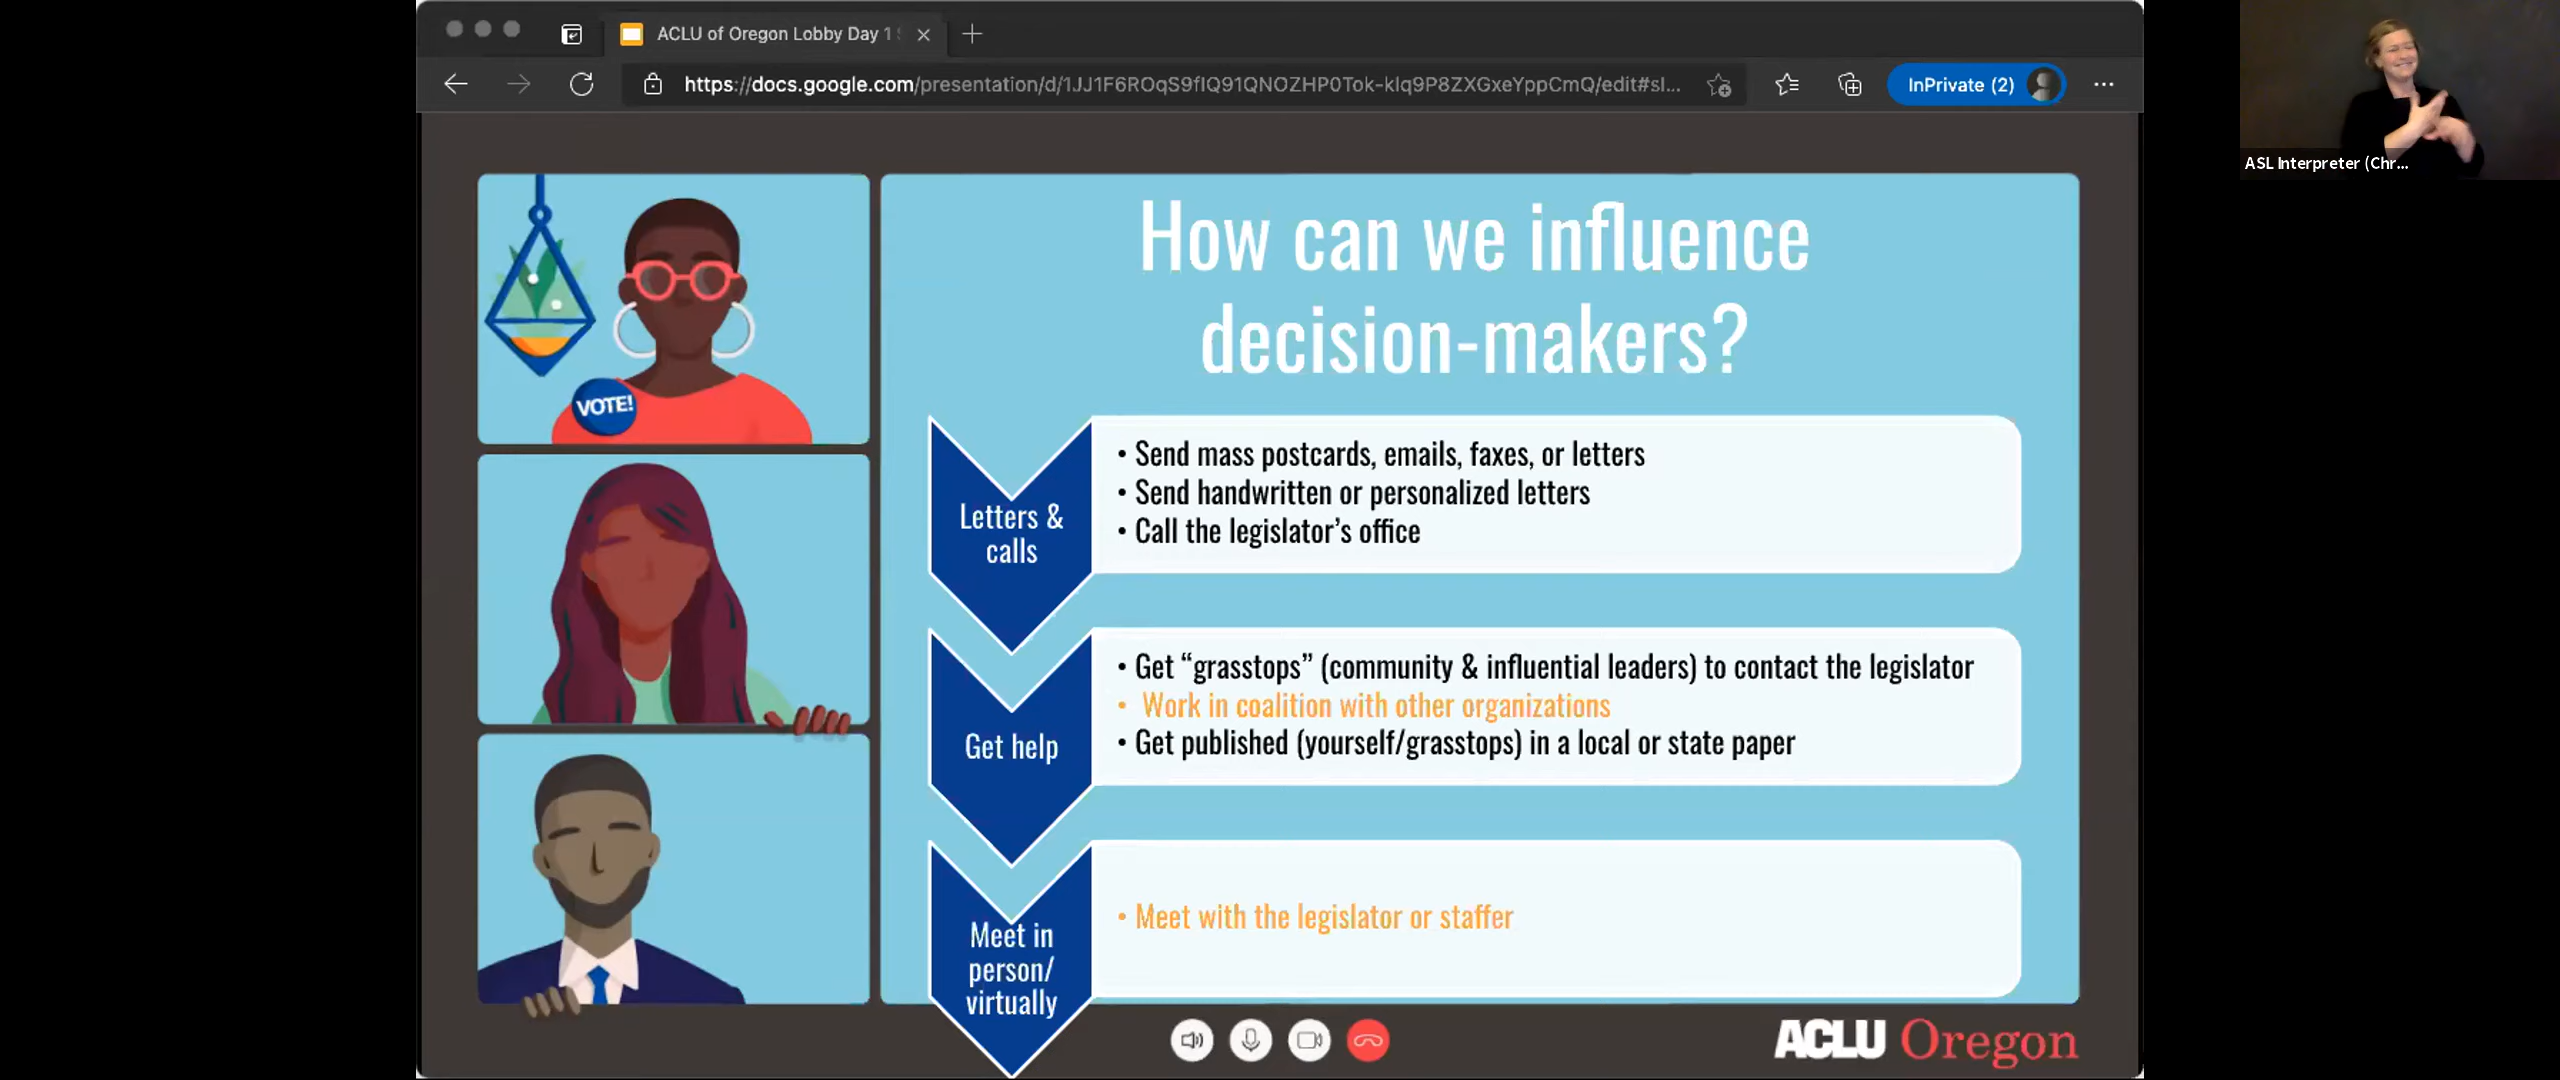 ACLU of Oregon Lobby Day 1
https://docs.google.com/presentation/d/1JJ1F6ROqS9fIQ91QNOZHP0Tok-kIq9P8ZXGxeYppCmQ/edit#sl...
InPrivate (2)
ASL Interpreter (Chr...
VOTE!
How can we influence
decision-makers?
Letters &
calls
• Send mass postcards, emails, faxes, or letters
• Send handwritten or personalized letters
• Call the legislator’s office
Get help
• Get “grasstops” (community & influential leaders) to contact the legislator
• Work in coalition with other organizations
• Get published (yourself/grasstops) in a local or state paper
Meet in
person/
virtually
• Meet with the legislator or staffer
ACLU Oregon